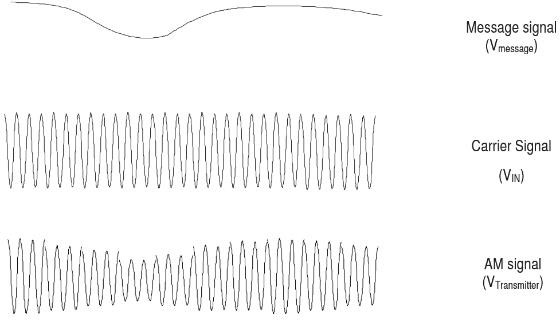 Message signal
(Vmessage)
Carrier Signal
(VIN)
AM signal
(VTransmitter)